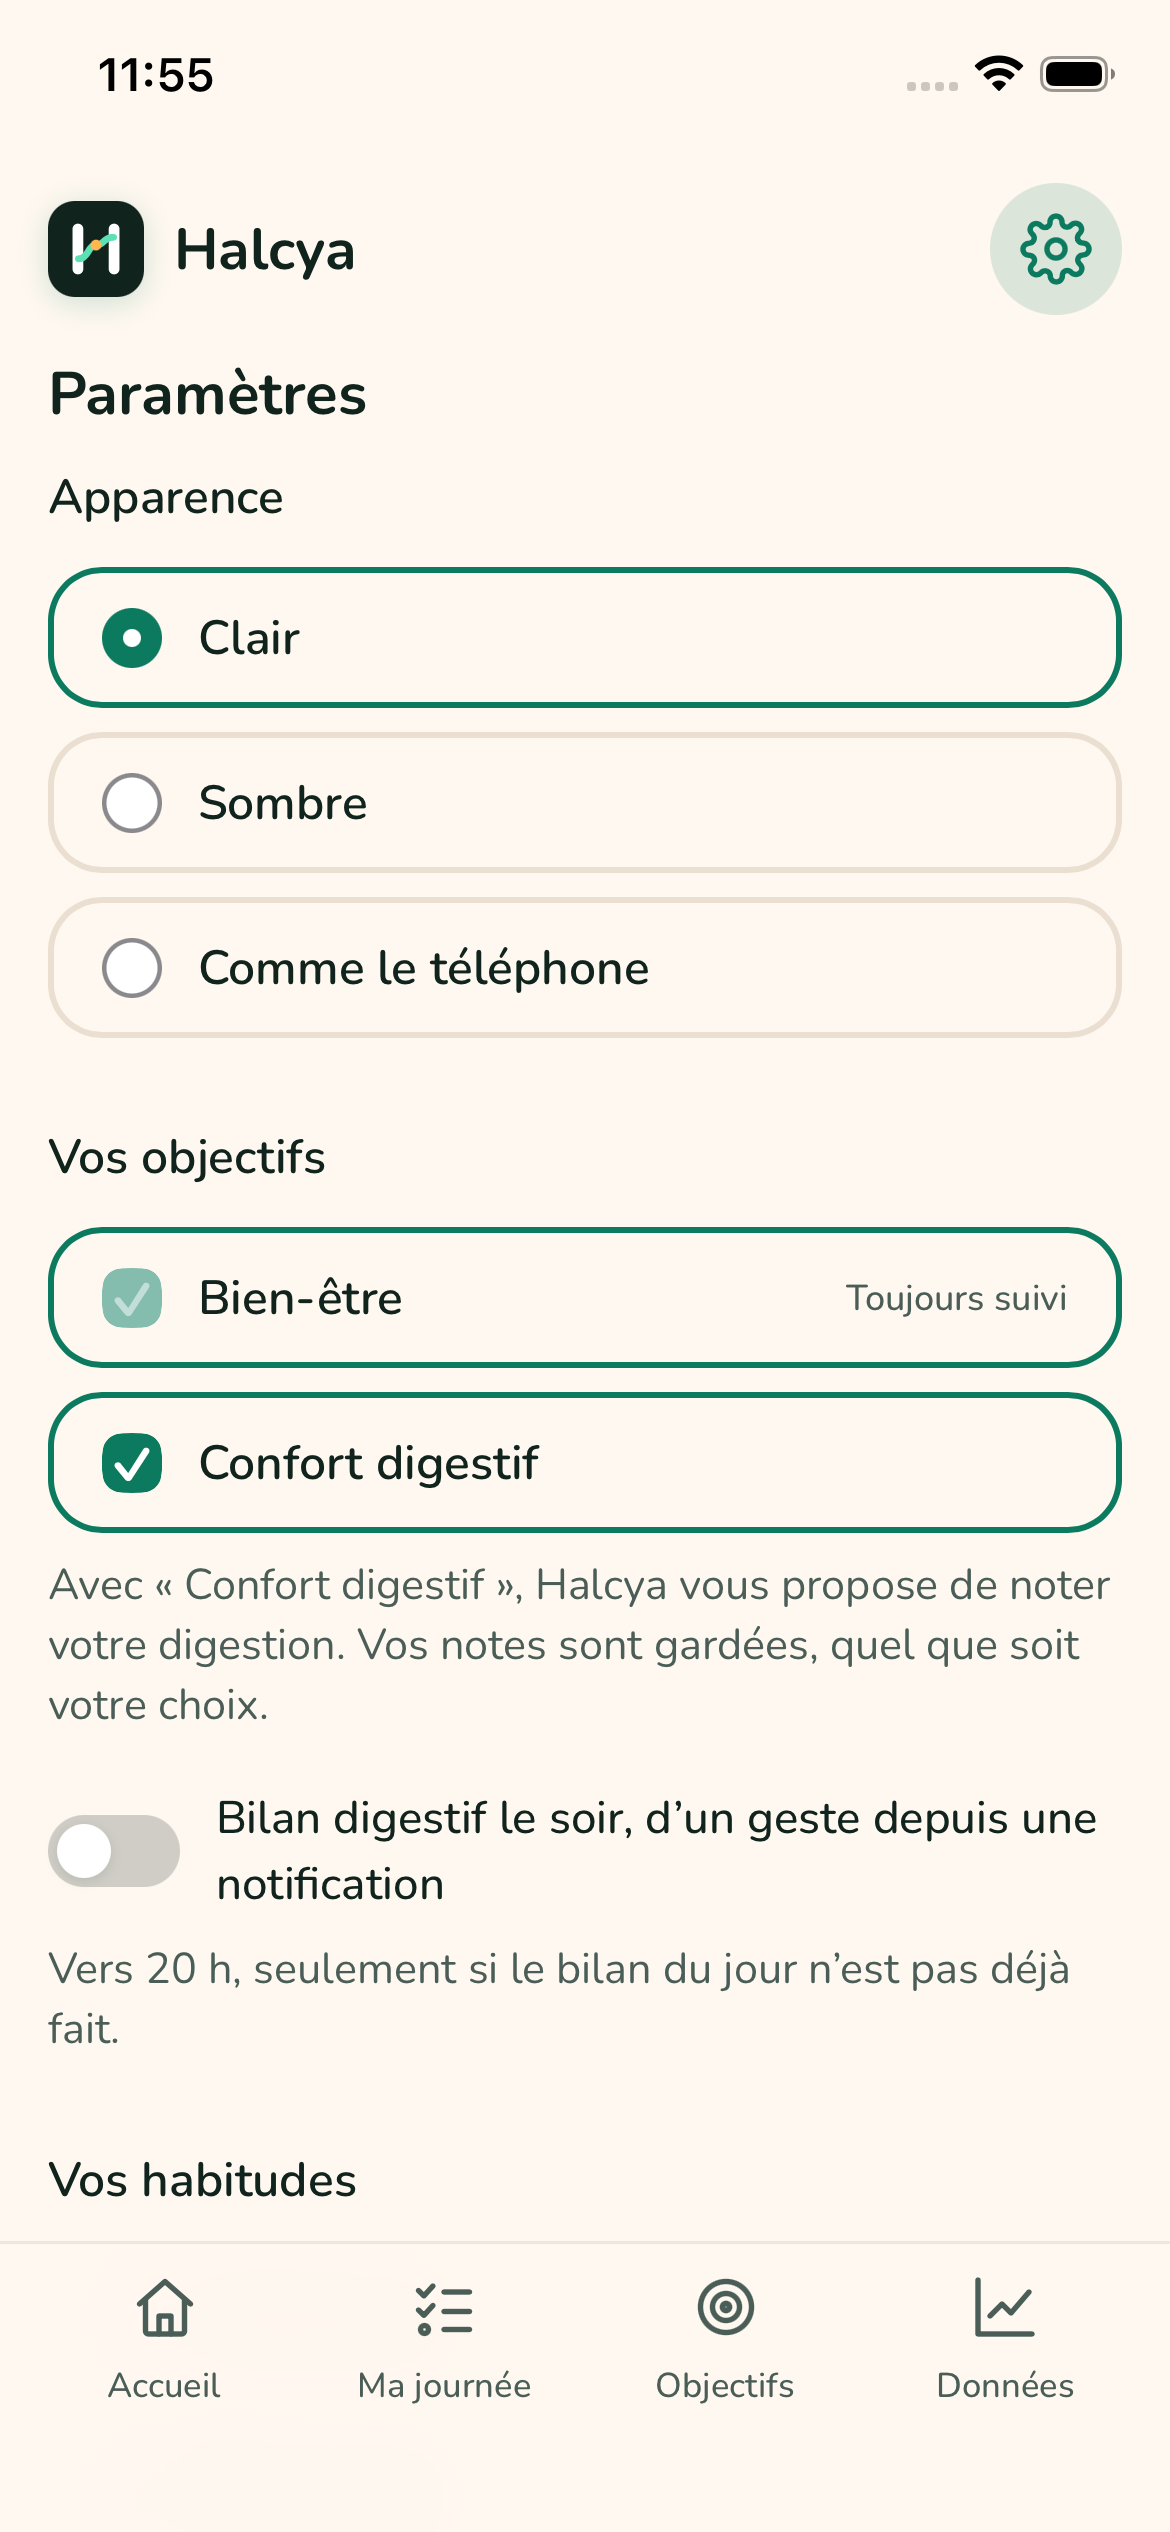 11:55
Halcya
Paramètres
Apparence
Clair
Sombre
Comme le téléphone
Vos objectifs
Bien-être
Toujours suivi
Confort digestif
Avec « Confort digestif », Halcya vous propose de noter
votre digestion. Vos notes sont gardées, quel que soit
votre choix.
Bilan digestif le soir, d’un geste depuis une
notification
Vers 20 h, seulement si le bilan du jour n’est pas déjà
fait.
Vos habitudes
Accueil
Ma journée
Objectifs
Données